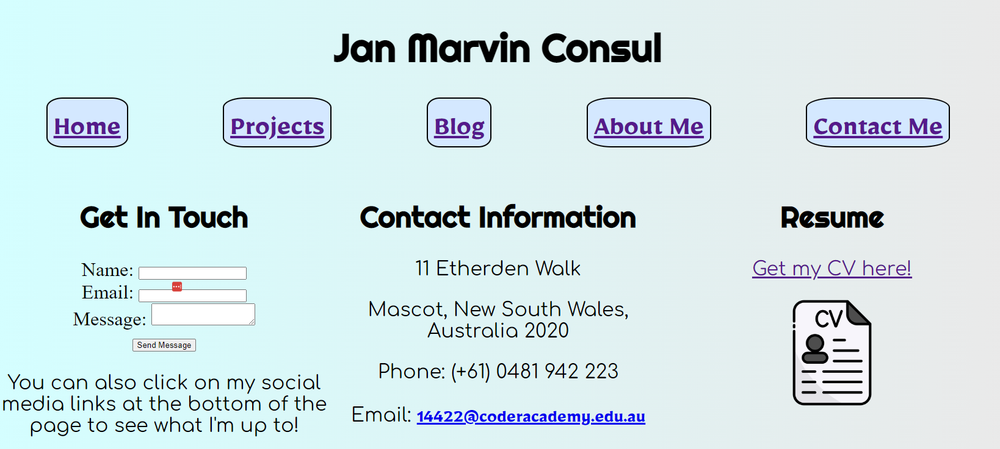 Jan Marvin Consul
Home
Projects
Blog
About Me
Contact Me
Get In Touch
Name:
Email:
Message:
Send Message
You can also click on my social
media links at the bottom of the
page to see what I'm up to!
Contact Information
11 Etherden Walk
Mascot, New South Wales,
Australia 2020
Phone: (+61) 0481 942 223
Email: 14422@coderacademy.edu.au
Resume
Get my CV here!
CV